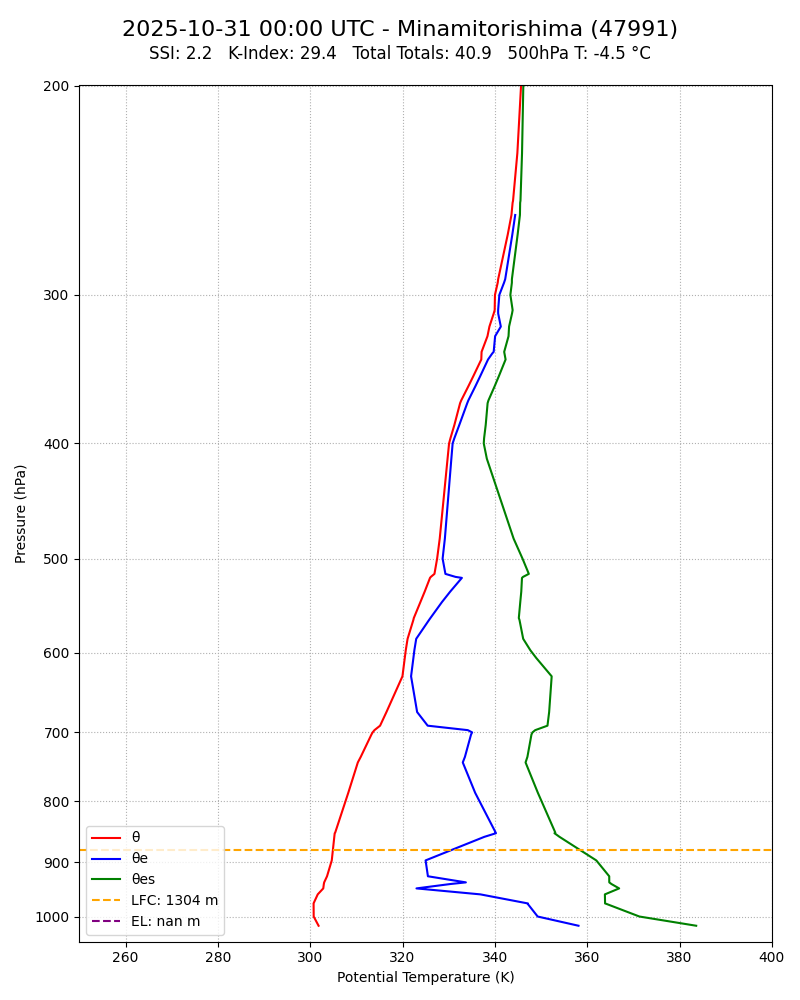 2025-10-31 00:00 UTC - Minamitorishima (47991)
SSI: 2.2   K-Index: 29.4   Total Totals: 40.9   500hPa T: -4.5 °C
200
300
400
500
600
700
800
900
1000
Pressure (hPa)
θ
θe
θes
LFC: 1304 m
EL: nan m
260
280
300
320
340
360
380
400
Potential Temperature (K)